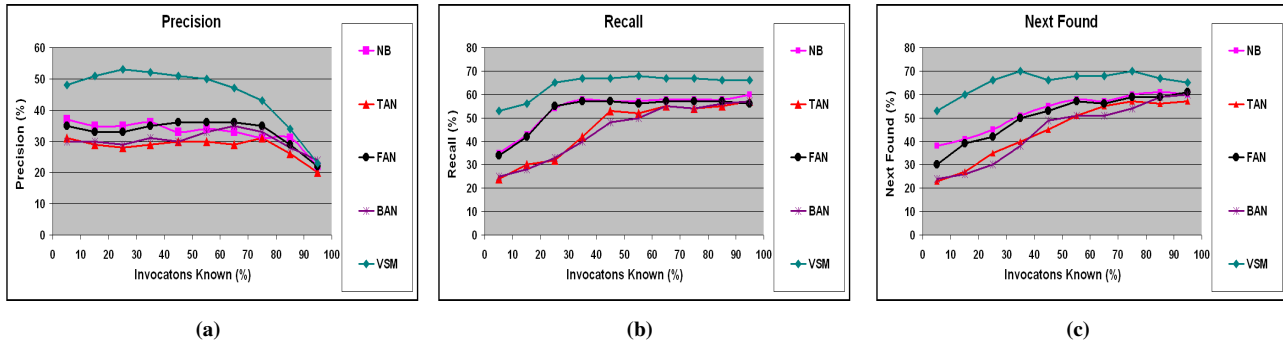 Precision
60
50
40
30
20
10
0
Precision (%)
0 10 20 30 40 50 60 70 80 90 100
Invocatons Known (%)
NB
TAN
FAN
BAN
VSM
(a)
Recall
80
70
60
50
40
30
20
10
0
Recall (%)
0 10 20 30 40 50 60 70 80 90 100
Invocatons Known (%)
NB
TAN
FAN
BAN
VSM
(b)
Next Found
80
70
60
50
40
30
20
10
0
Next Found (%)
0 10 20 30 40 50 60 70 80 90 100
Invocatons Known (%)
NB
TAN
FAN
BAN
VSM
(c)